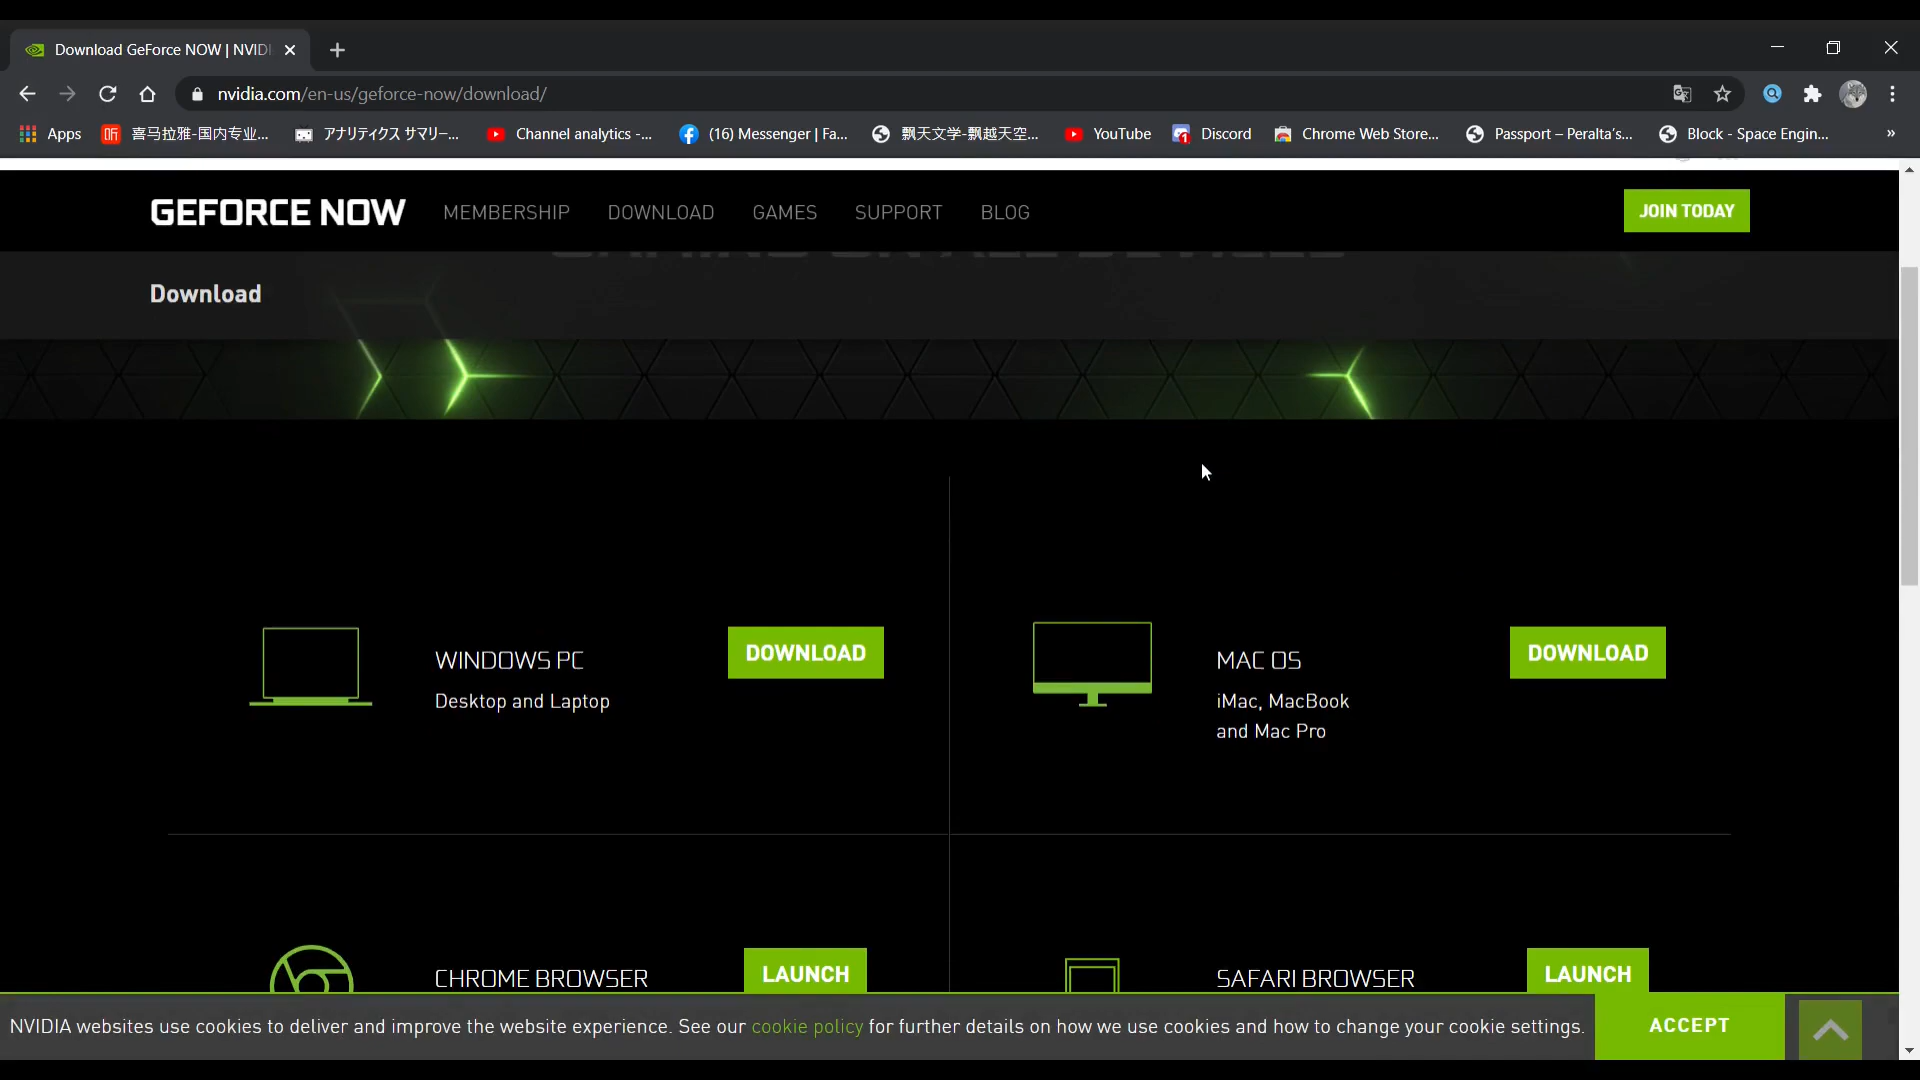 Download GeForce NOW | NVIDI
nvidia.com/en-us/geforce-now/download/
Apps
听
喜马拉雅-国内专业...
アナリティクス サマリー...
Channel analytics -...
(16) Messenger | Fa...
飘天文学-飘越天空...
YouTube
Discord
Chrome Web Store...
Passport – Peralta's...
Block - Space Engin...
»
GEFORCE NOW
MEMBERSHIP
DOWNLOAD
GAMES
SUPPORT
BLOG
JOIN TODAY
Download
WINDOWS PC
Desktop and Laptop
DOWNLOAD
MAC OS
iMac, MacBook
and Mac Pro
DOWNLOAD
CHROME BROWSER
LAUNCH
SAFARI BROWSER
LAUNCH
NVIDIA websites use cookies to deliver and improve the website experience. See our cookie policy for further details on how we use cookies and how to change your cookie settings.
ACCEPT